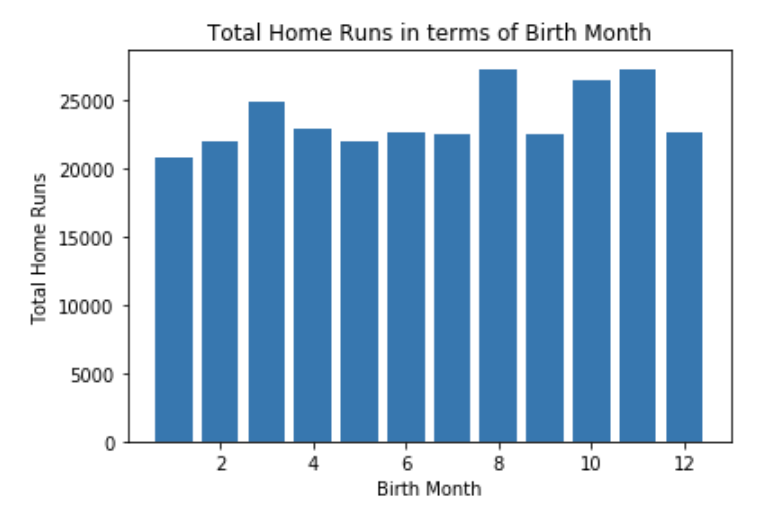 Total Home Runs in terms of Birth Month
25000
20000
15000
10000
5000
0
Total Home Runs
2 4 6 8 10 12
Birth Month